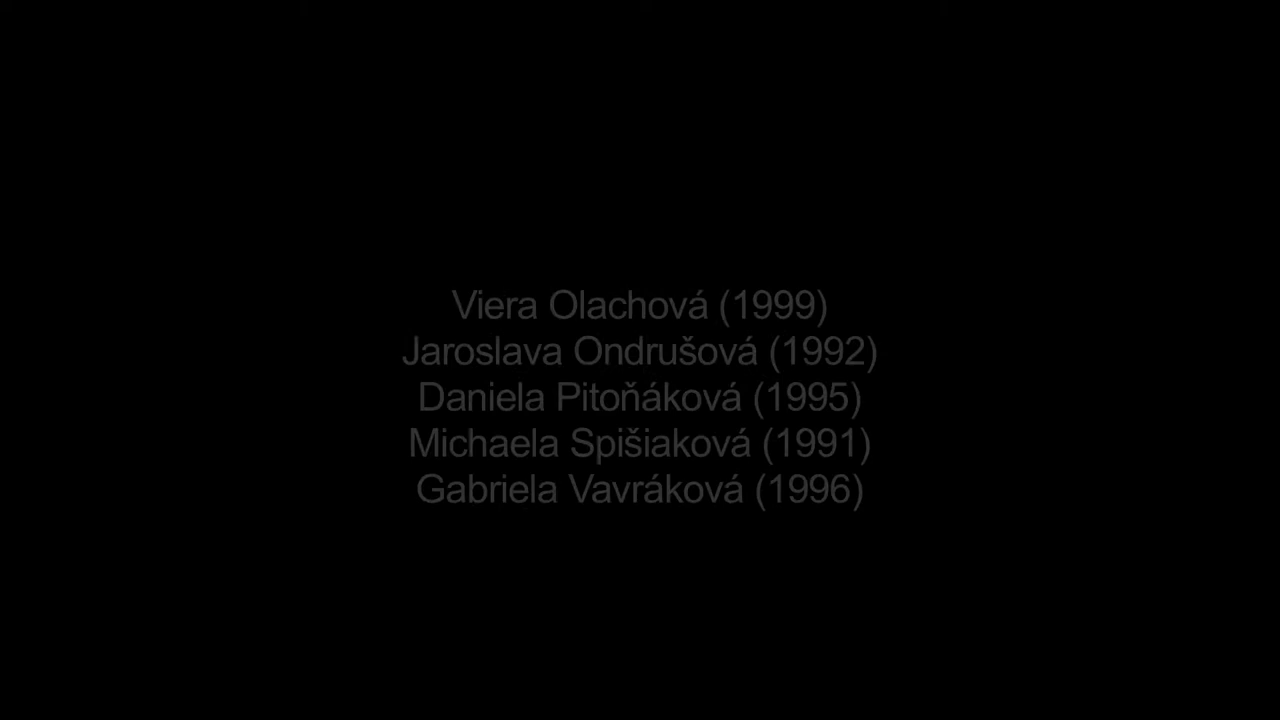 Viera Olachová (1999)
Jaroslava Ondrušová (1992)
Daniela Pitoňáková (1995)
Michaela Spišiaková (1991)
Gabriela Vavráková (1996)